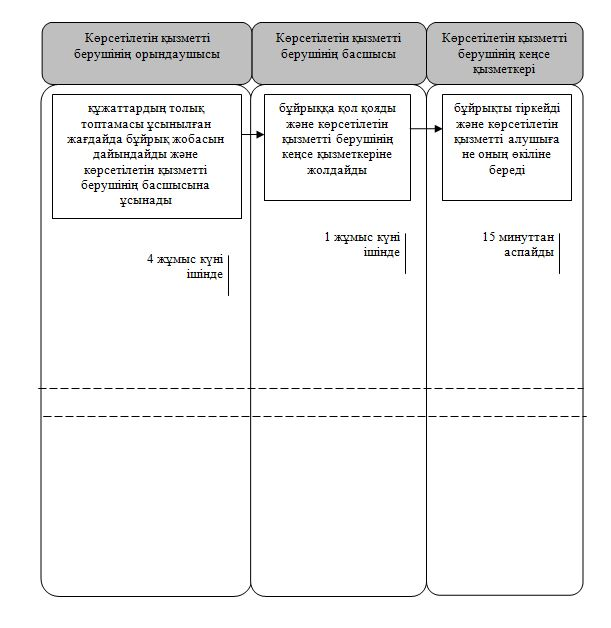 Көрсетілетін қызметті
берушінің орындаушысы
Көрсетілетін қызметті
берушінің басшысы
Көрсетілетін қызметті
берушінің кеңсе
қызметкері
құжаттардың толық
топтамасы ұсынылған
жағдайда бұйрық жобасын
дайындайды және
көрсетілетін қызметті
берушінің басшысына
ұсынады
бұйрыққа қол қояды
және көрсетілетін
қызметті берушінің
кеңсе қызметкеріне
жолдайды
бұйрықты тіркейді
және көрсетілетін
қызметті алушыға
не оның өкіліне
береді
4 жұмыс күні
ішінде
1 жұмыс күні
ішінде
15 минуттан
аспайды